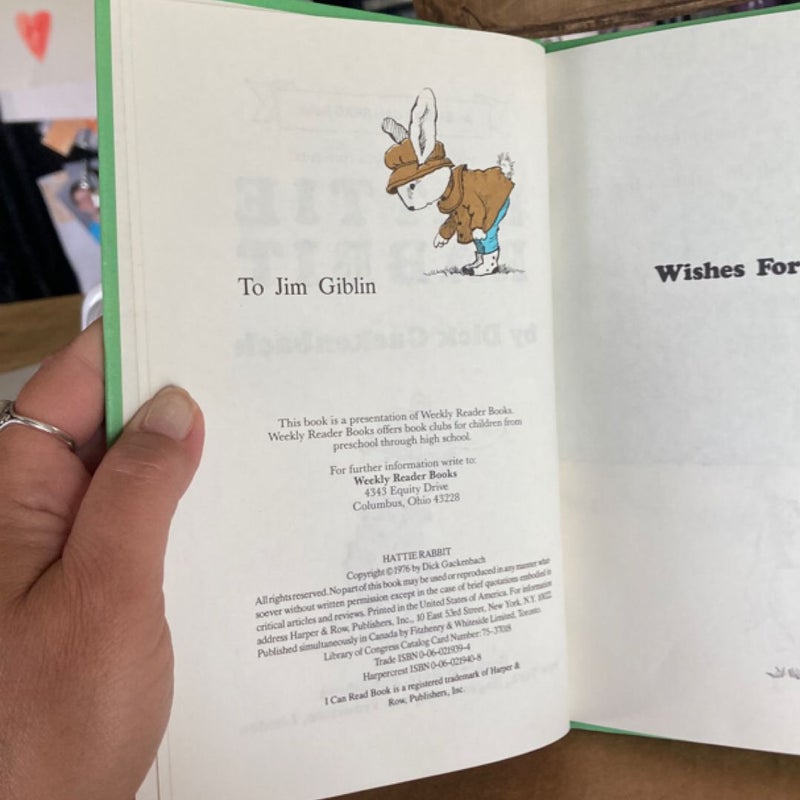 To Jim Giblin
This book is a presentation of Weekly Reader Books.
Weekly Reader Books offers book clubs for children from
preschool through high school.
For further information write to:
Weekly Reader Books
4343 Equity Drive
Columbus, Ohio 43228
HATTIE RABBIT
Copyright ©1976 by Dick Gackenbach
All rights reserved. No part of this book may be used or reproduced in any manner what-
soever without written permission except in the case of brief quotations embodied in
critical articles and reviews. Printed in the United States of America. For information
address Harper & Row, Publishers, Inc., 10 East 53rd Street, New York, N.Y. 10022.
Published simultaneously in Canada by Fitzhenry & Whiteside Limited, Toronto.
Library of Congress Catalog Card Number: 75-37018
Trade ISBN 0-06-021939-4
Harpercrest ISBN 0-06-021940-8
I Can Read Book is a registered trademark of Harper &
Row, Publishers, Inc.
Wishes For